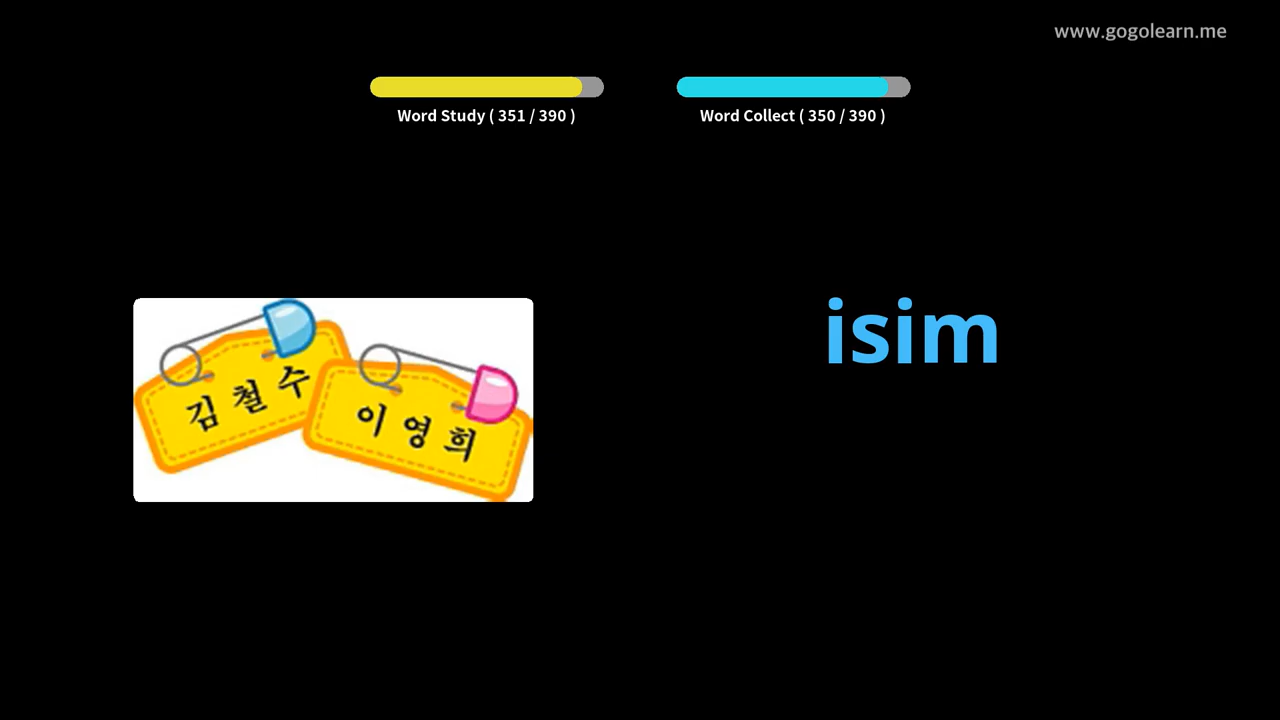 www.gogolearn.me
Word Study ( 351 / 390 )
Word Collect ( 350 / 390 )
김철수
이영희
isim